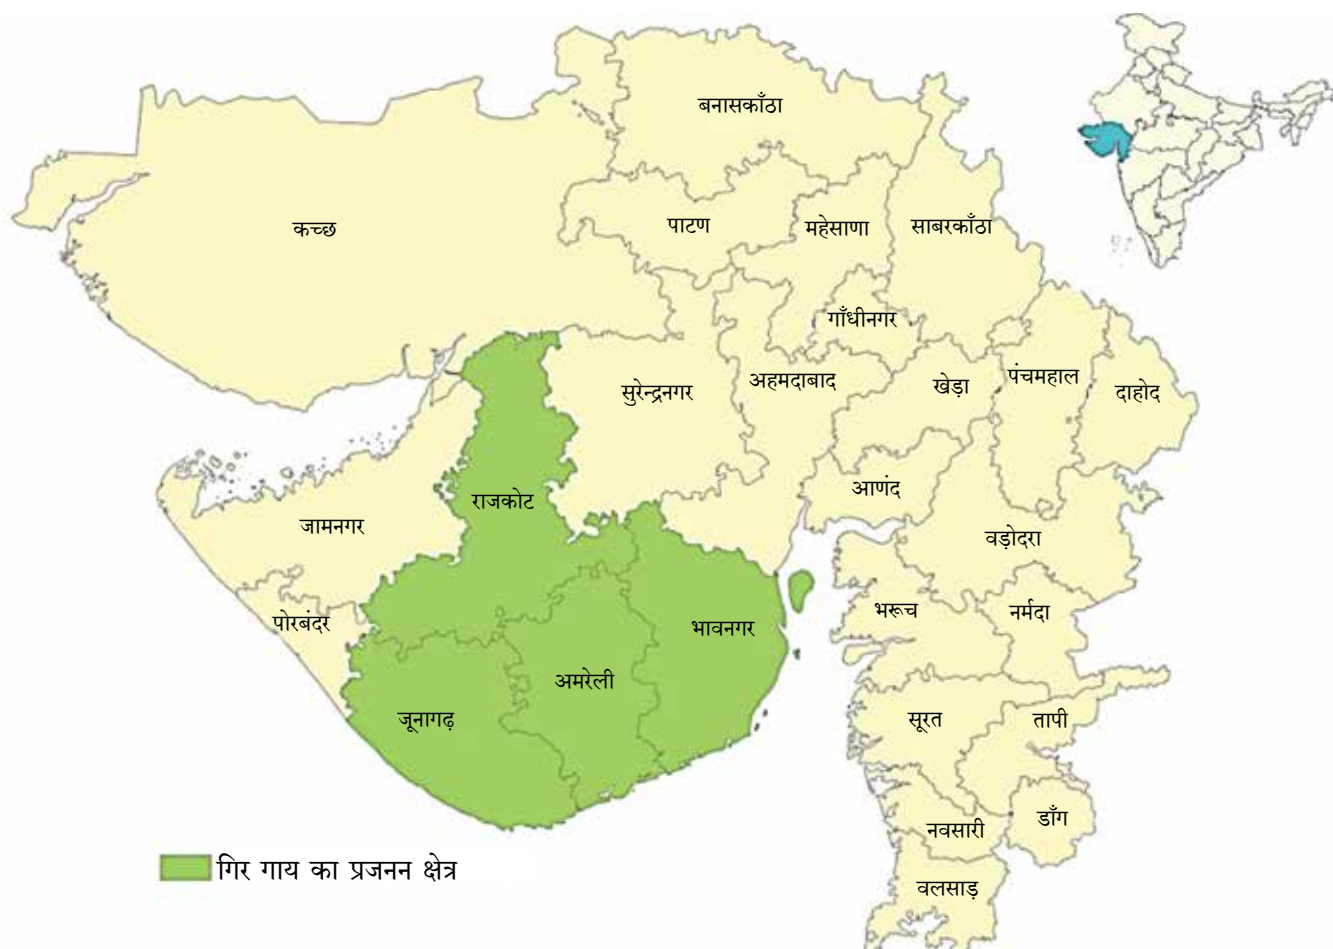 बनासकाँठा
कच्छ
पाटण
महेसाणा
साबरकाँठा
गाँधीनगर
सुरेन्द्रनगर
अहमदाबाद
खेड़ा
पंचमहाल
दाहोद
राजकोट
आणंद
जामनगर
वड़ोदरा
पोरबंदर
भरूच
नर्मदा
भावनगर
अमरेली
जूनागढ़
सूरत
तापी
नवसारी
डाँग
गिर गाय का प्रजनन क्षेत्र
वलसाड़